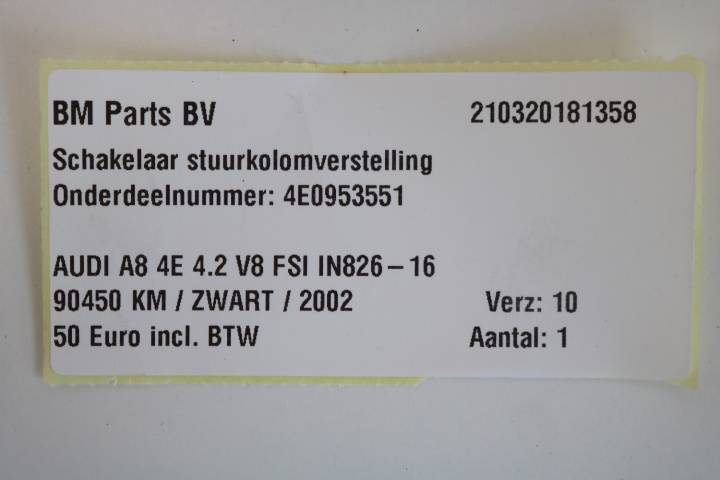 BM Parts BV 210320181358
Schakelaar stuurkolomverstelling
Onderdeelnummer: 4E0953551
AUDI A8 4E 4.2 V8 FSI IN826-16
90450 KM / ZWART / 2002 Verz: 10
50 Euro incl. BTW Aantal: 1